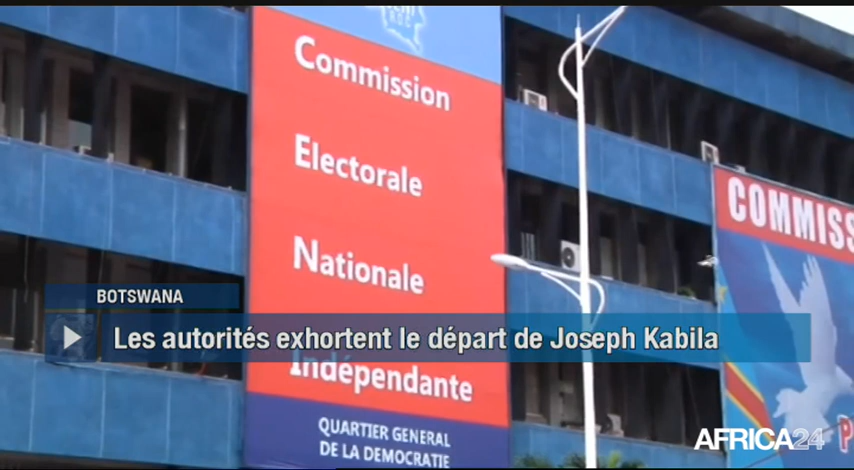 Commission
Electorale
Nationale
Indépendante
QUARTIER GENERAL
DE LA DEMOCRATIE
COMMISS
BOTSWANA
Les autorités exhortent le départ de Joseph Kabila
AFRICA24